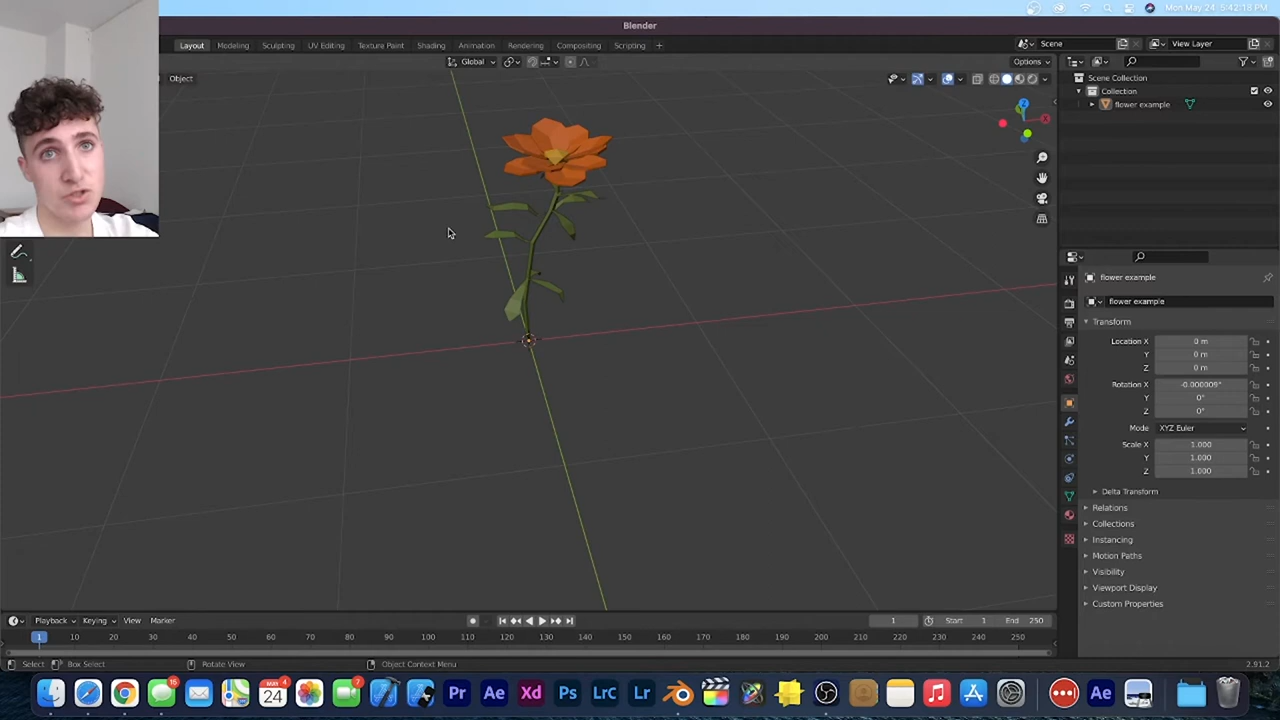 Mon May 24 5:42:18 PM
Blender
Layout Modeling Sculpting UV Editing Texture Paint Shading Animation Rendering Compositing Scripting +
Scene View Layer
Global Options
Object
Scene Collection
Collection
flower example
flower example
flower example
Transform
Location X 0 m
Y 0 m
Z 0 m
Rotation X -0.000009°
Y 0°
Z 0°
Mode XYZ Euler
Scale X 1.000
Y 1.000
Z 1.000
Delta Transform
Relations
Collections
Instancing
Motion Paths
Visibility
Viewport Display
Custom Properties
Playback Keying View Marker 1 Start 1 End 250
1 10 20 30 40 50 60 70 80 90 100 110 120 130 140 150 160 170 180 190 200 210 220 230 240 250
Select Box Select Rotate View Object Context Menu 2.91.2
24 Pr Ae Xd Ps LrC Lr Ae